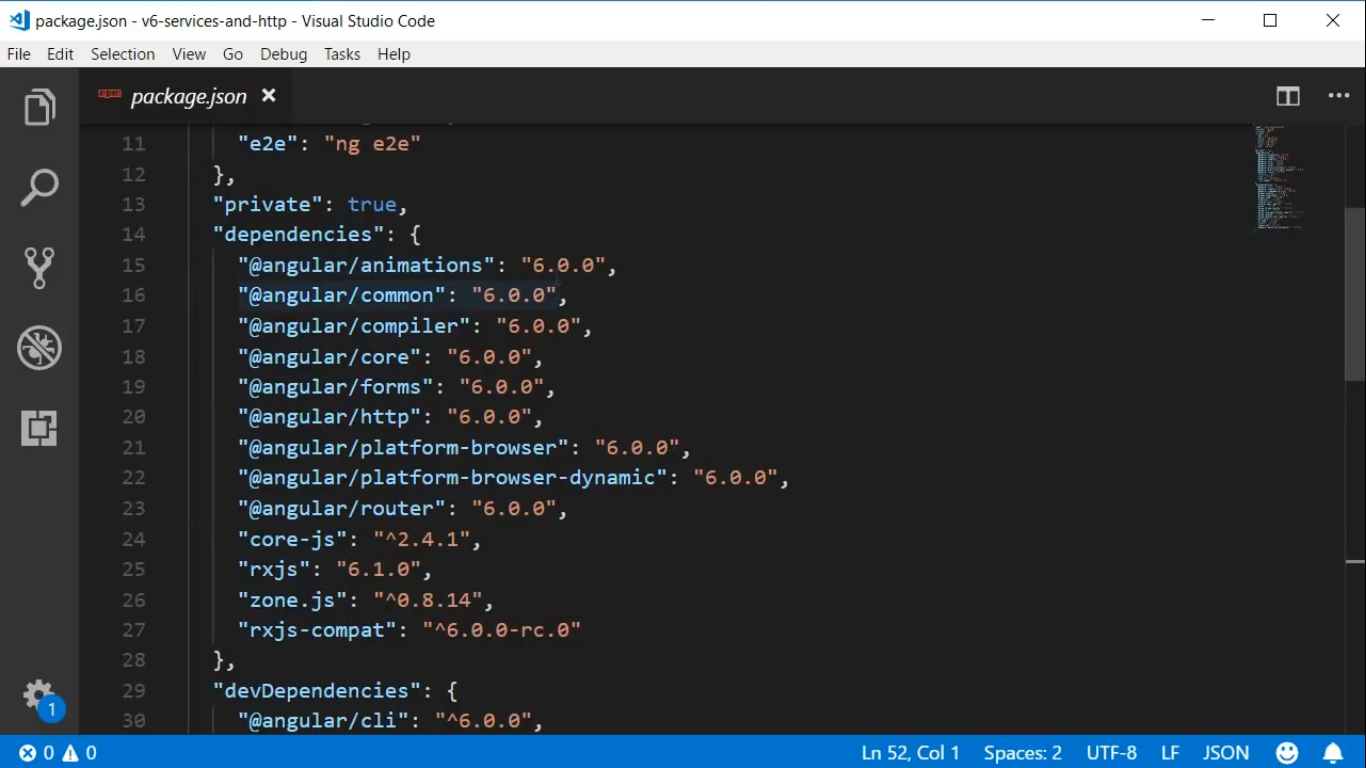 package.json - v6-services-and-http - Visual Studio Code
File Edit Selection View Go Debug Tasks Help
npm package.json
11 "e2e": "ng e2e"
12 },
13 "private": true,
14 "dependencies": {
15 "@angular/animations": "6.0.0",
16 "@angular/common": "6.0.0",
17 "@angular/compiler": "6.0.0",
18 "@angular/core": "6.0.0",
19 "@angular/forms": "6.0.0",
20 "@angular/http": "6.0.0",
21 "@angular/platform-browser": "6.0.0",
22 "@angular/platform-browser-dynamic": "6.0.0",
23 "@angular/router": "6.0.0",
24 "core-js": "^2.4.1",
25 "rxjs": "6.1.0",
26 "zone.js": "^0.8.14",
27 "rxjs-compat": "^6.0.0-rc.0"
28 },
29 "devDependencies": {
30 "@angular/cli": "^6.0.0",
1
0 0 Ln 52, Col 1 Spaces: 2 UTF-8 LF JSON